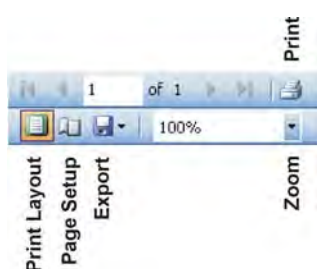 Print
1 of 1
100%
Print Layout
Page Setup
Export
Zoom